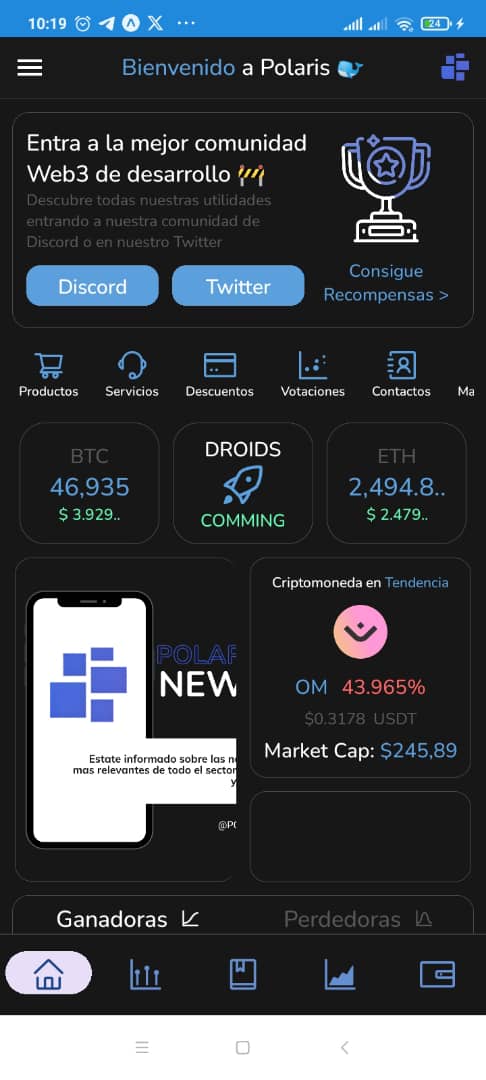 10:19
24
Bienvenido a Polaris 🐳
Entra a la mejor comunidad
Web3 de desarrollo 🚧
Descubre todas nuestras utilidades
entrando a nuestra comunidad de
Discord o en nuestro Twitter
Discord
Twitter
Consigue
Recompensas >
Productos
Servicios
Descuentos
Votaciones
Contactos
Ma
BTC
46,935
$ 3.929..
DROIDS
COMMING
ETH
2,494.8..
$ 2.479..
POLAR
NEW
Estate informado sobre las n
mas relevantes de todo el sector
y
@PO
Criptomoneda en Tendencia
OM 43.965%
$0.3178 USDT
Market Cap: $245,89
Ganadoras
Perdedoras